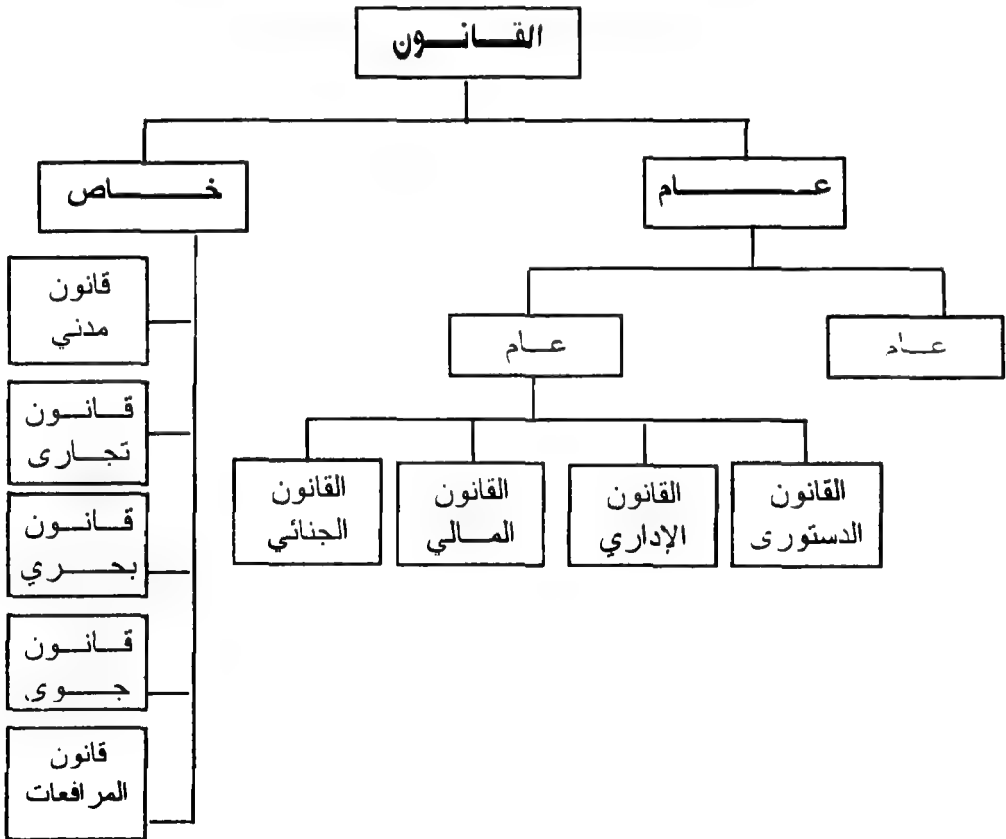 القانون
عام
خاص
عام
عام
القانون
الدستورى
القانون
الإداري
القانون
المالي
القانون
الجنائي
قانون
مدني
قانون
تجارى
قانون
بحري
قانون
جوى
قانون
المرافعات